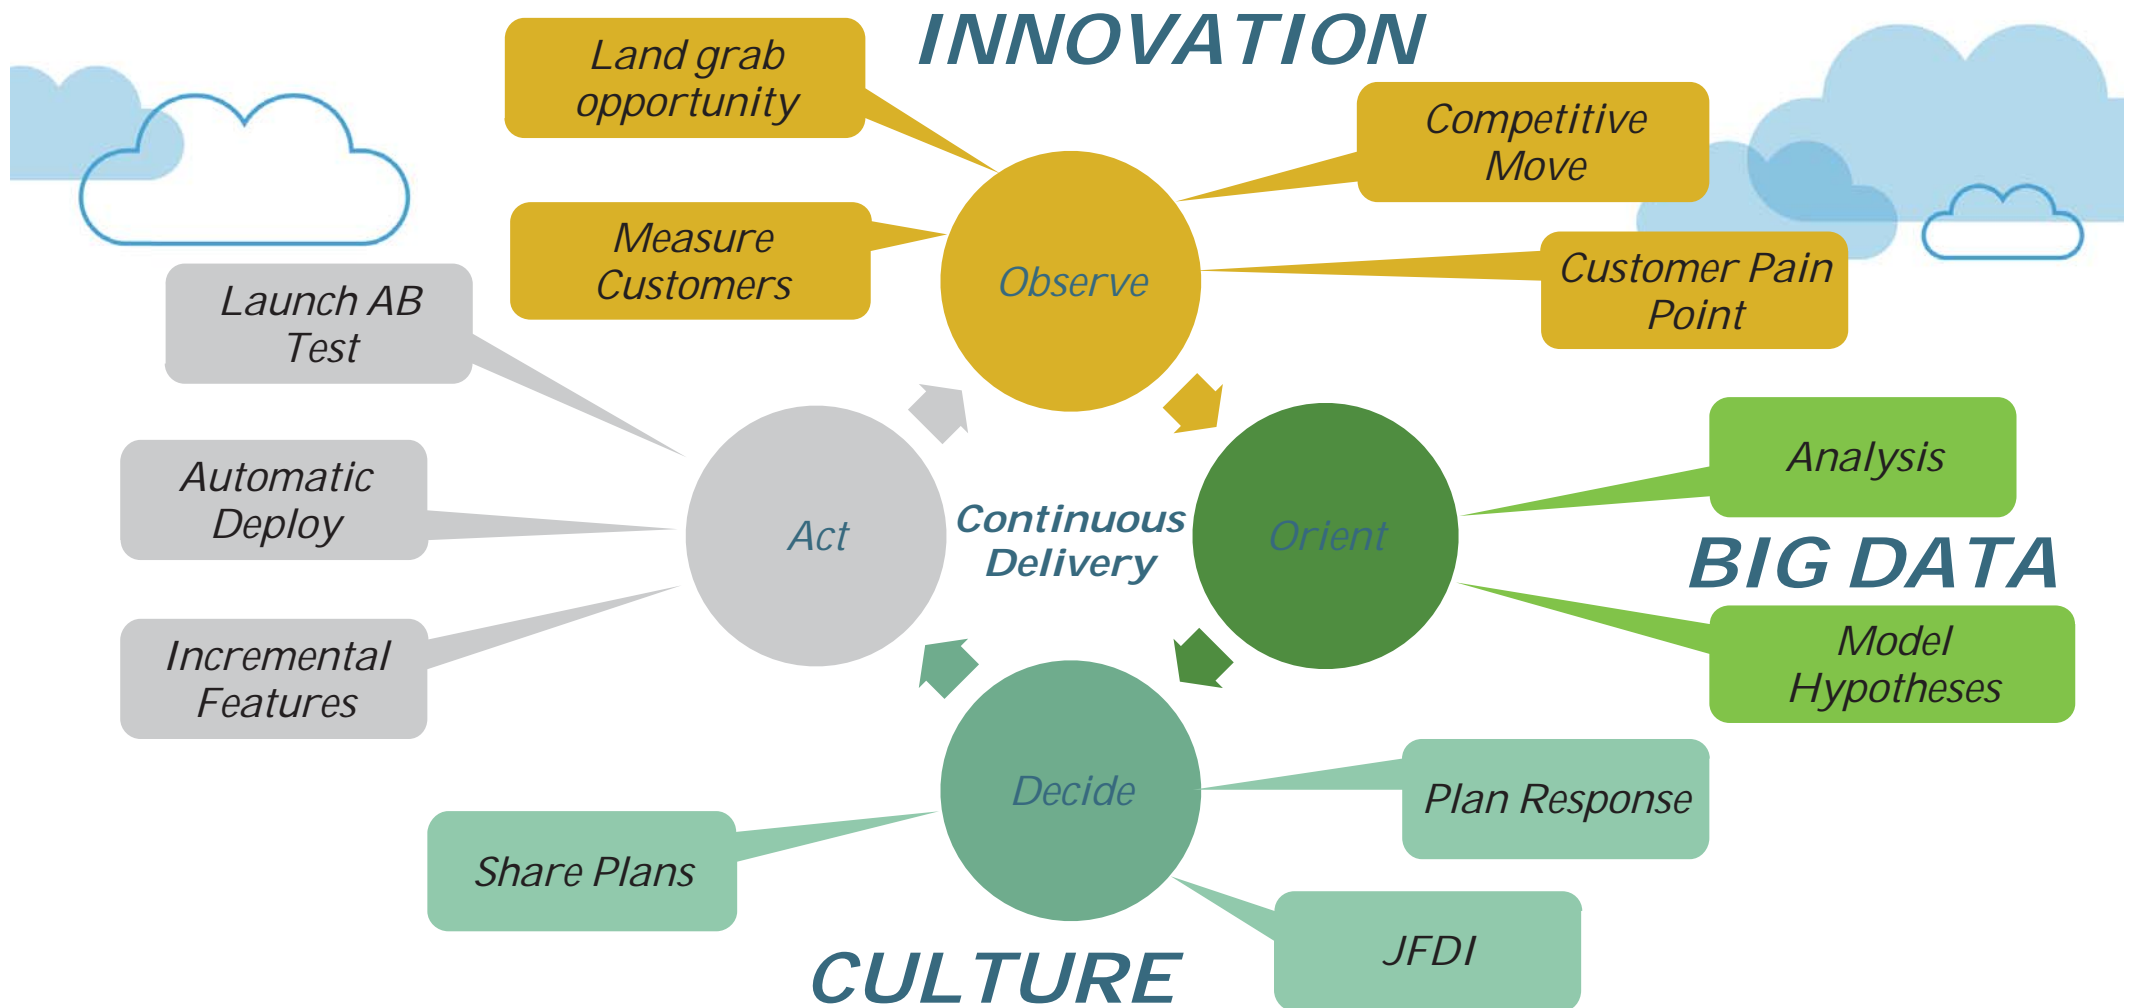 INNOVATION
Land grab
opportunity
Competitive
Move
Measure
Customers
Observe
Customer Pain
Point
Launch AB
Test
Analysis
Automatic
Deploy
Act
Continuous
Delivery
Orient
BIG DATA
Incremental
Features
Model
Hypotheses
Decide
Plan Response
Share Plans
JFDI
CULTURE